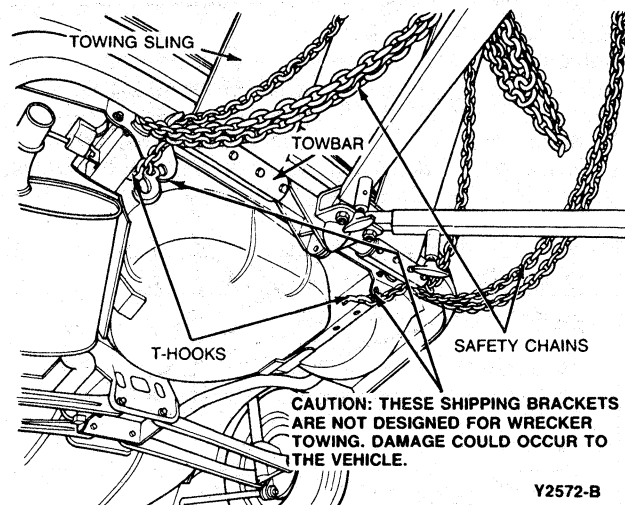 TOWING SLING
TOWBAR
T-HOOKS
SAFETY CHAINS
CAUTION: THESE SHIPPING BRACKETS
ARE NOT DESIGNED FOR WRECKER
TOWING. DAMAGE COULD OCCUR TO
THE VEHICLE.
Y2572-B